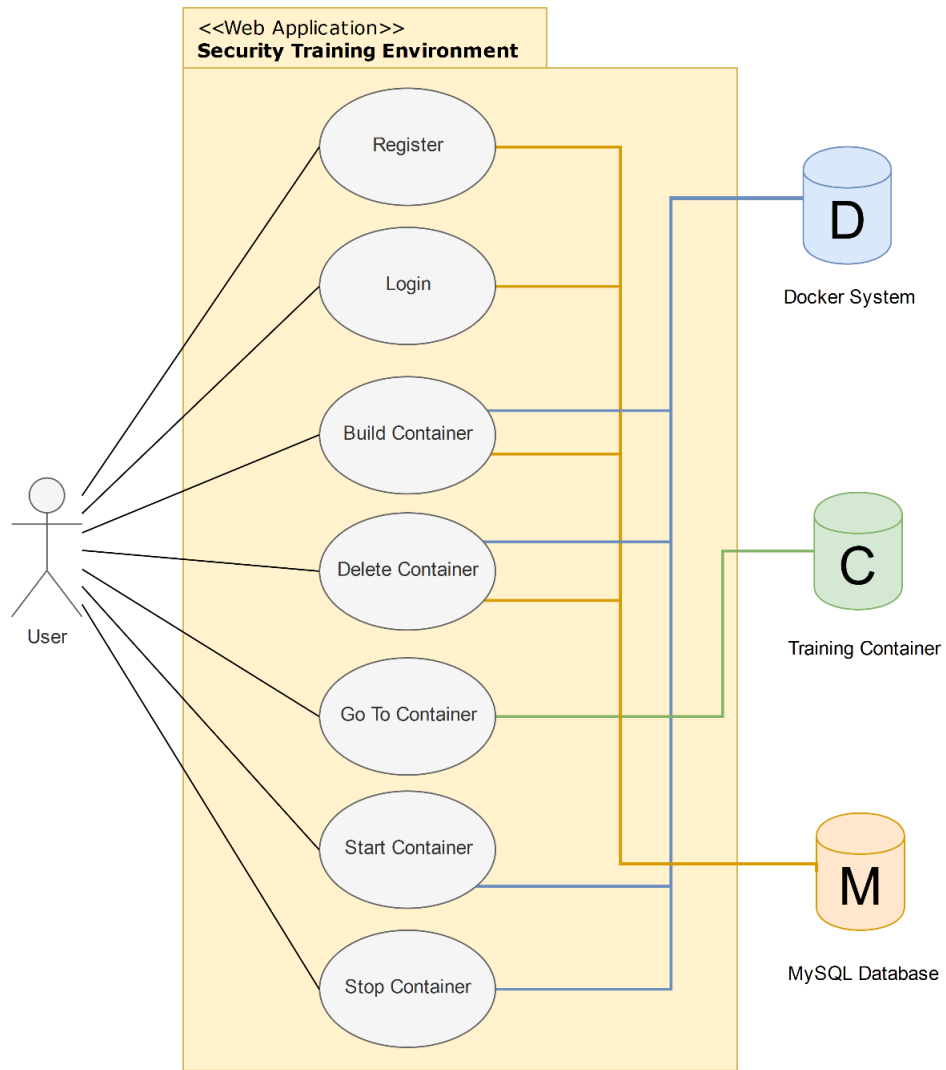 <<Web Application>>
Security Training Environment
Register
Login
Build Container
Delete Container
Go To Container
Start Container
Stop Container
User
D
Docker System
C
Training Container
M
MySQL Database